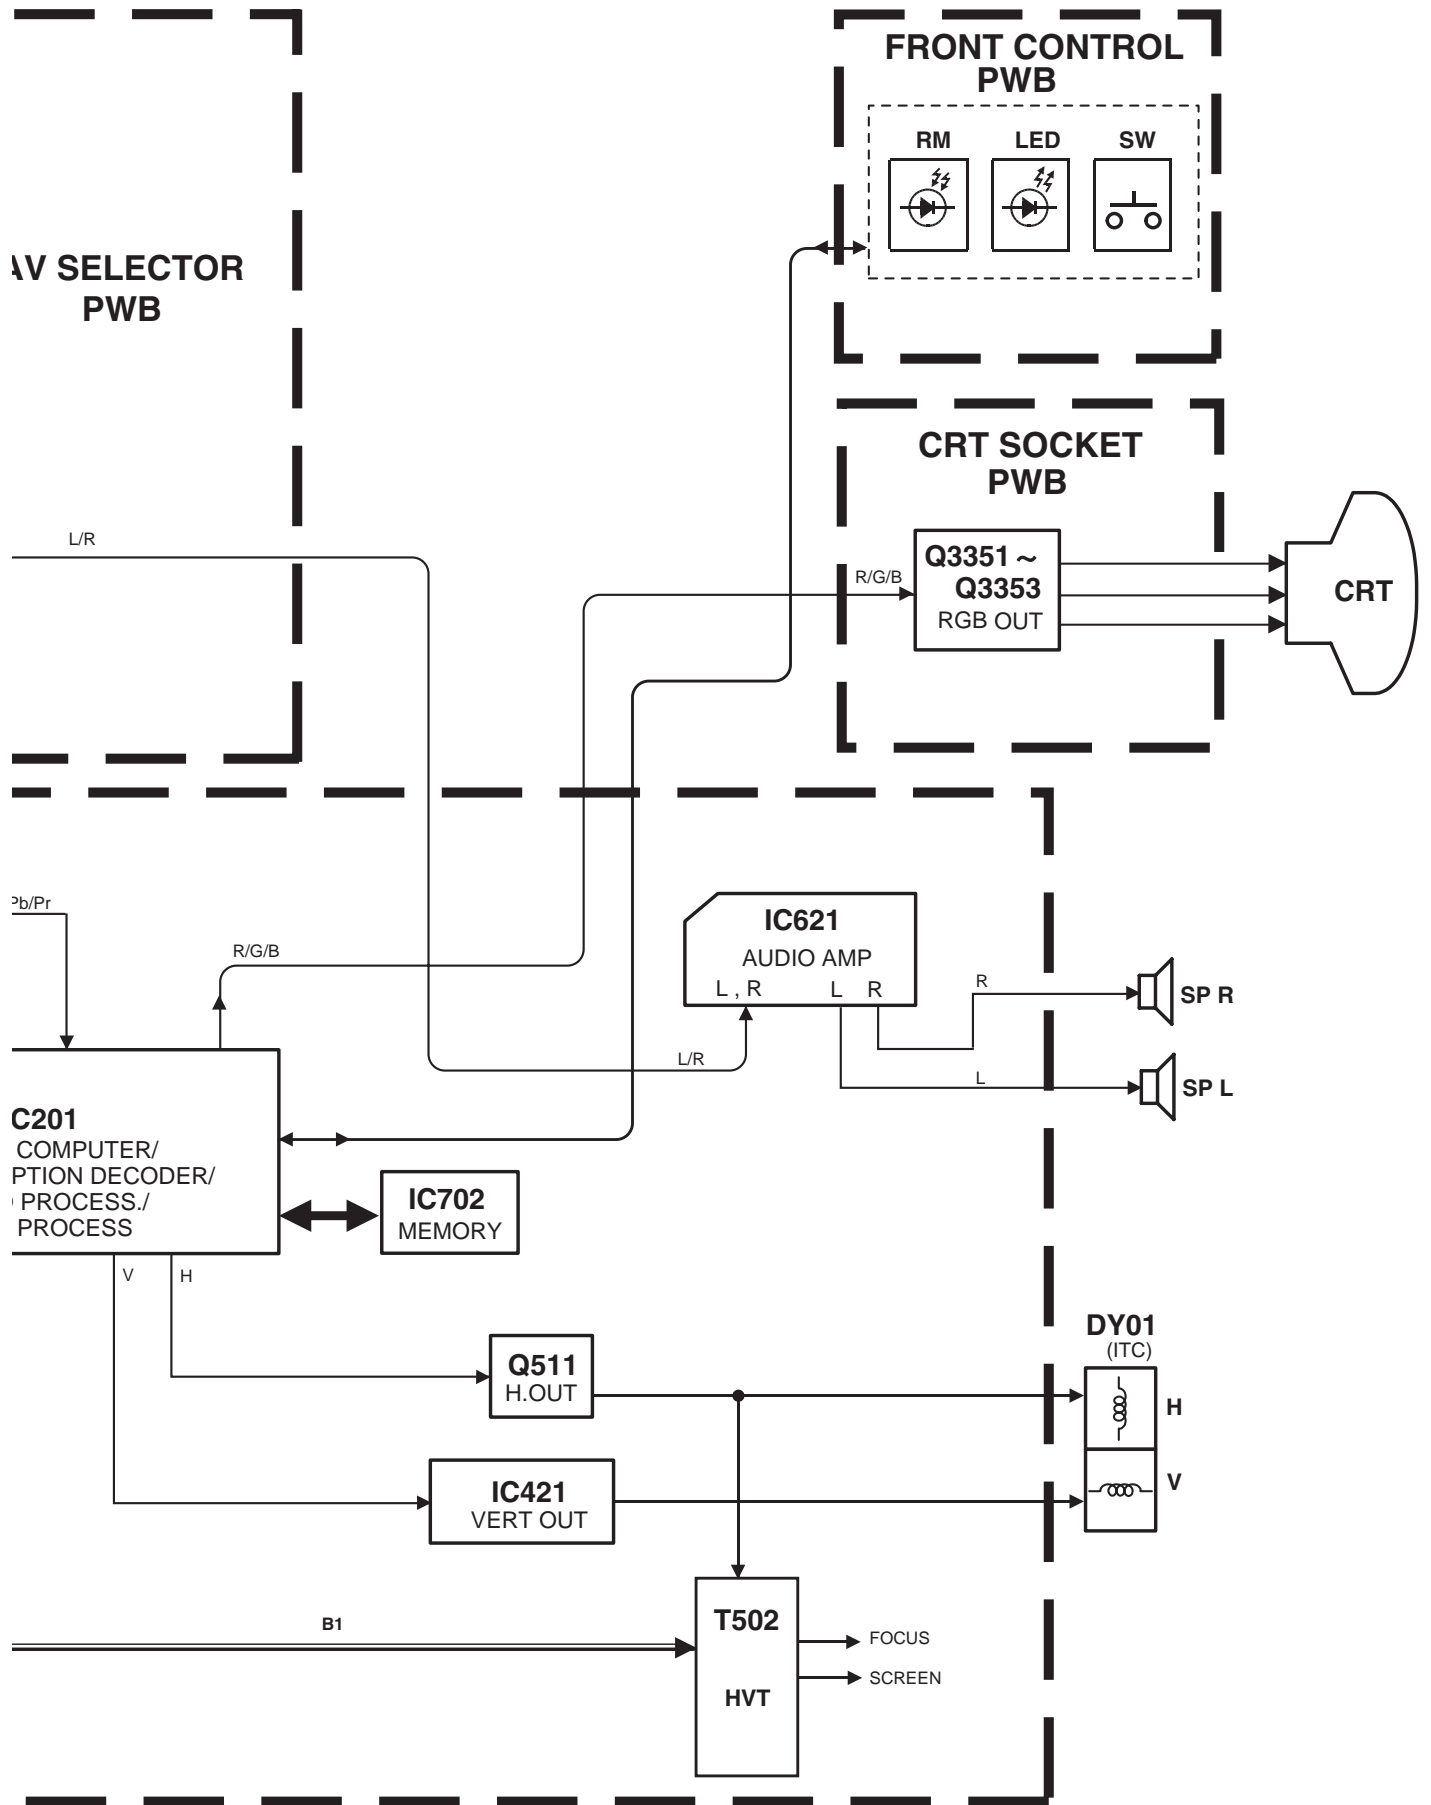 FRONT CONTROL
PWB
RM LED SW
AV SELECTOR
PWB
CRT SOCKET
PWB
L/R
R/G/B
Q3351 ~
Q3353
RGB OUT
CRT
Pb/Pr
R/G/B
IC621
AUDIO AMP
L , R L R
R
SP R
L/R
L
SP L
C201
COMPUTER/
PTION DECODER/
PROCESS./
PROCESS
IC702
MEMORY
V H
DY01
(ITC)
Q511
H.OUT
H
IC421
VERT OUT
V
B1
T502
HVT
FOCUS
SCREEN